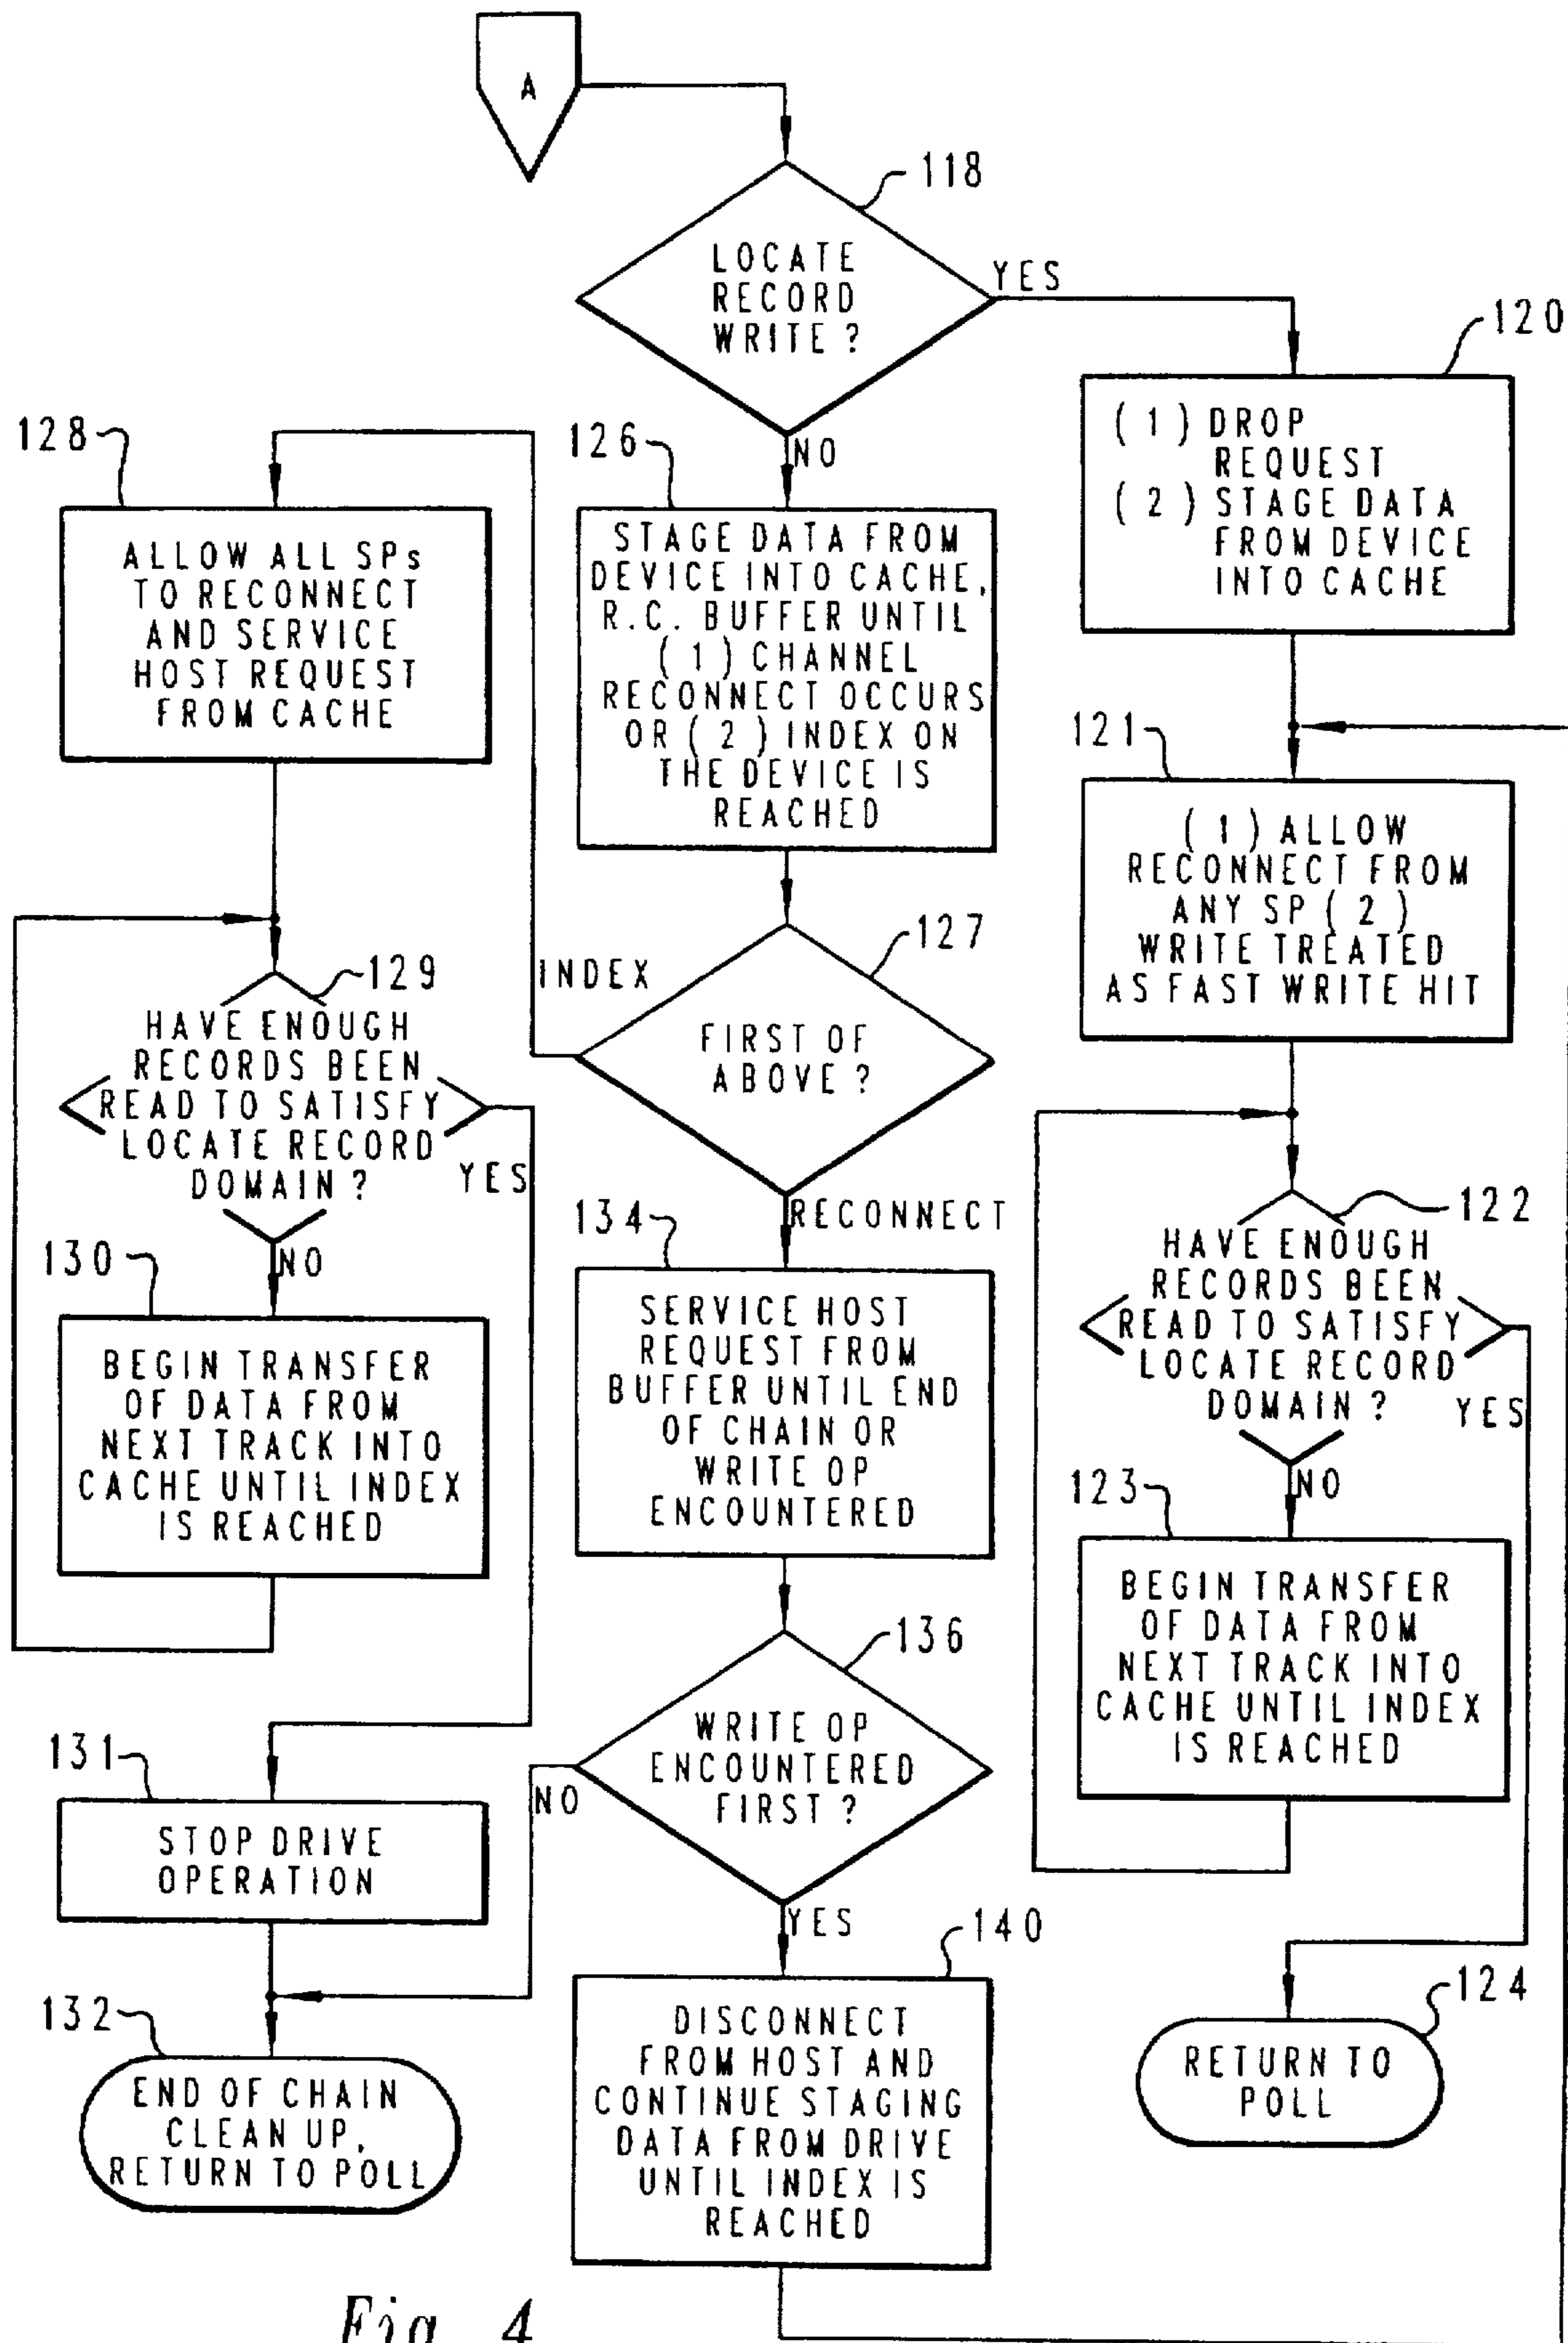 A
118
LOCATE
RECORD
WRITE ?
YES
NO
120
( 1 ) DROP
REQUEST
( 2 ) STAGE DATA
FROM DEVICE
INTO CACHE
128
ALLOW ALL SPs
TO RECONNECT
AND SERVICE
HOST REQUEST
FROM CACHE
126
STAGE DATA FROM
DEVICE INTO CACHE,
R.C. BUFFER UNTIL
( 1 ) CHANNEL
RECONNECT OCCURS
OR ( 2 ) INDEX ON
THE DEVICE IS
REACHED
121
( 1 ) ALLOW
RECONNECT FROM
ANY SP ( 2 )
WRITE TREATED
AS FAST WRITE HIT
127
INDEX
FIRST OF
ABOVE ?
RECONNECT
129
HAVE ENOUGH
RECORDS BEEN
READ TO SATISFY
LOCATE RECORD
DOMAIN ?
YES
NO
122
HAVE ENOUGH
RECORDS BEEN
READ TO SATISFY
LOCATE RECORD
DOMAIN ?
YES
NO
130
BEGIN TRANSFER
OF DATA FROM
NEXT TRACK INTO
CACHE UNTIL INDEX
IS REACHED
134
SERVICE HOST
REQUEST FROM
BUFFER UNTIL END
OF CHAIN OR
WRITE OP
ENCOUNTERED
123
BEGIN TRANSFER
OF DATA FROM
NEXT TRACK INTO
CACHE UNTIL INDEX
IS REACHED
136
WRITE OP
ENCOUNTERED
FIRST ?
NO
YES
131
STOP DRIVE
OPERATION
132
END OF CHAIN
CLEAN UP,
RETURN TO POLL
140
DISCONNECT
FROM HOST AND
CONTINUE STAGING
DATA FROM DRIVE
UNTIL INDEX IS
REACHED
124
RETURN TO
POLL
Fig. 4